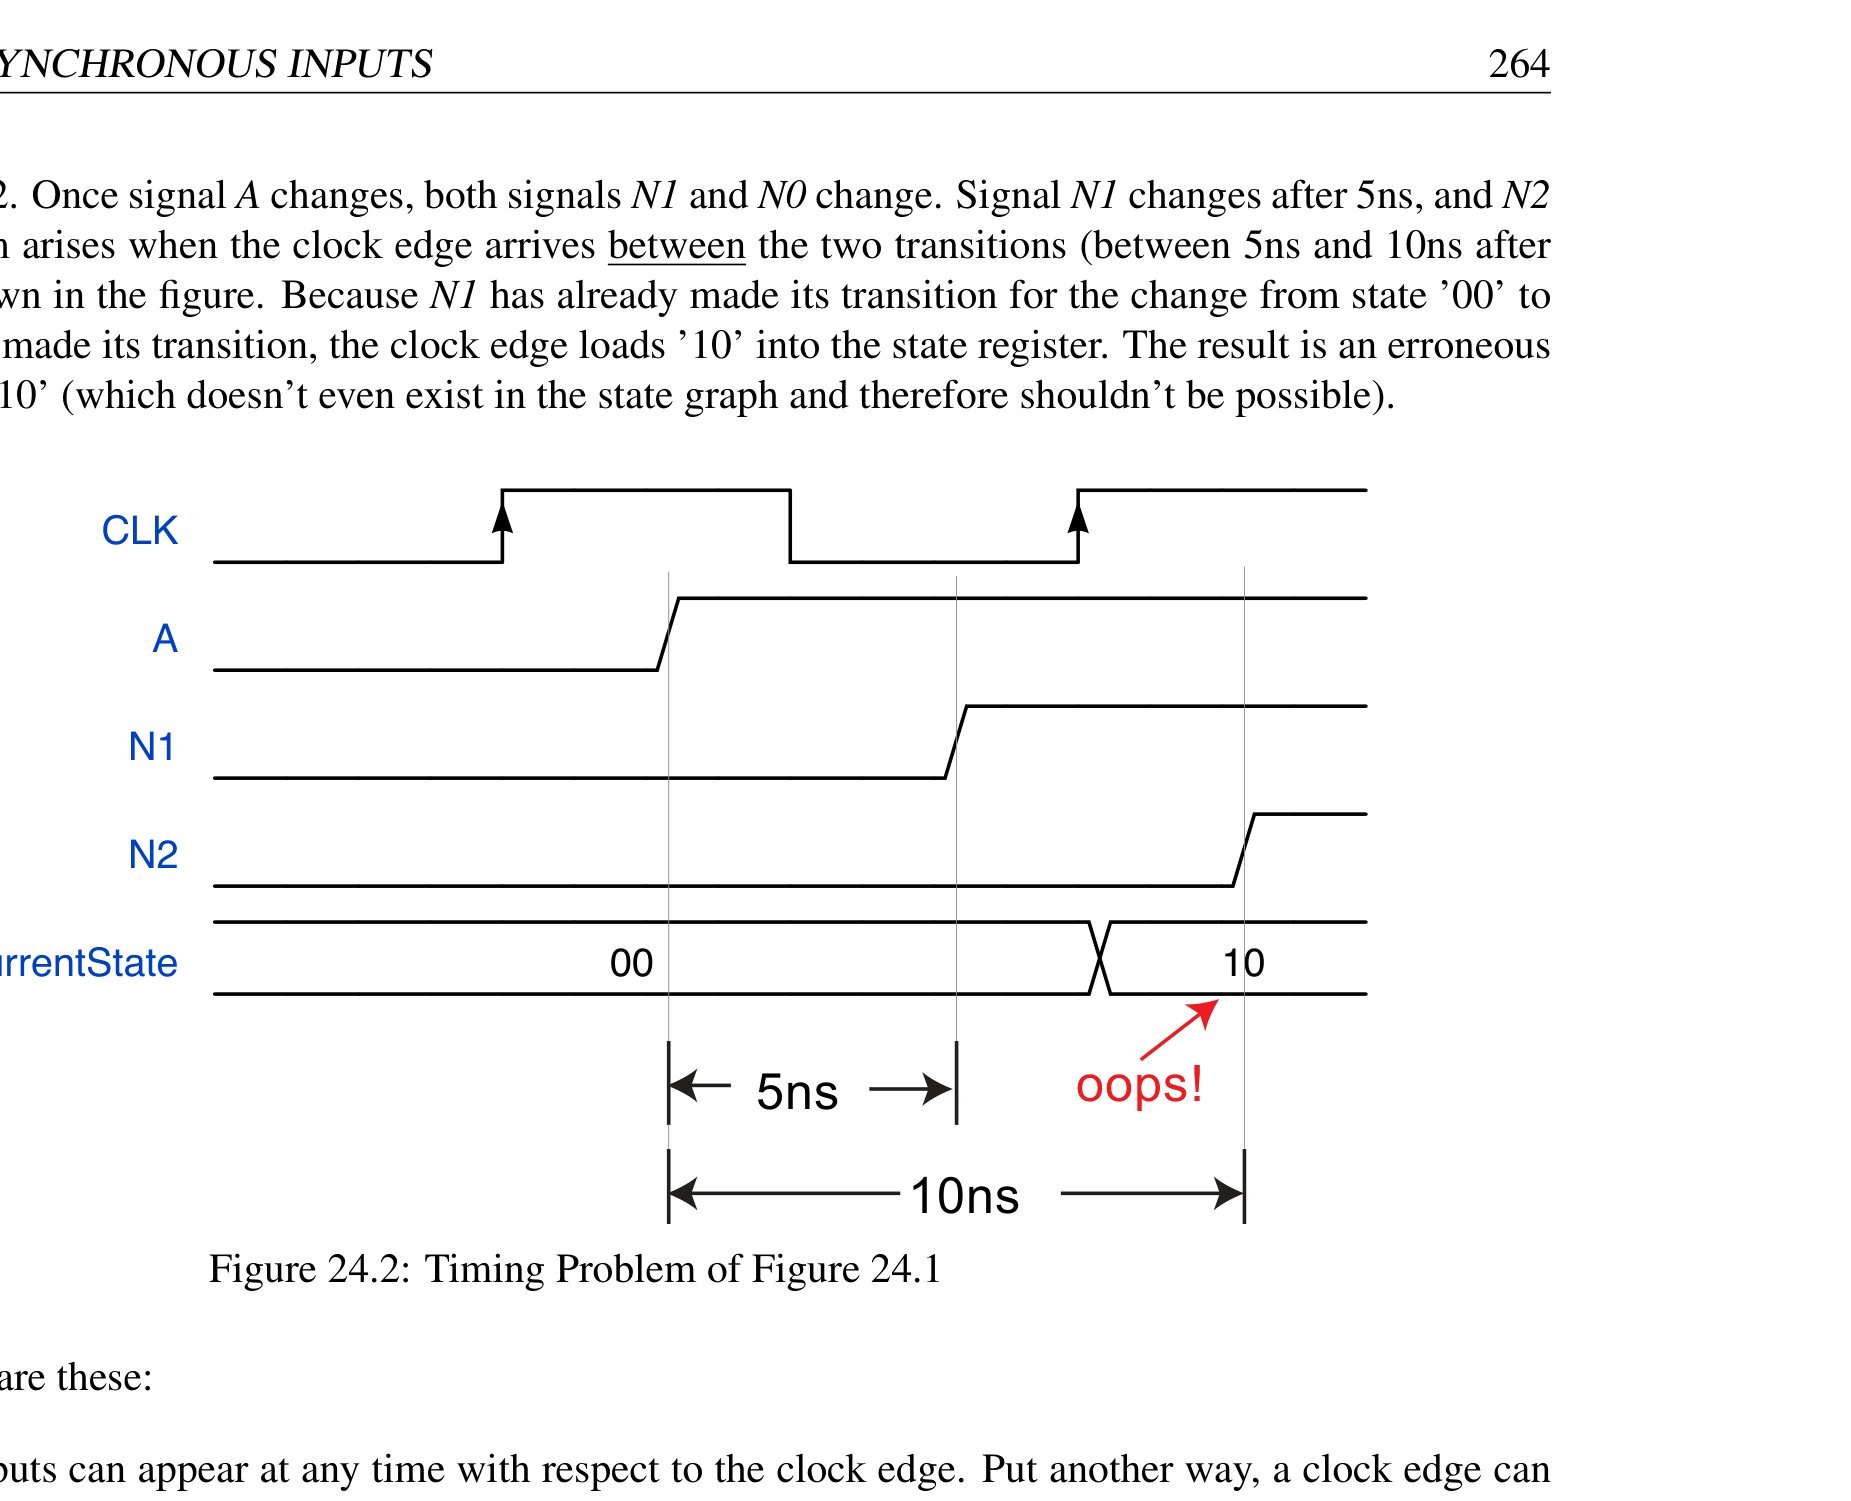 YNCHRONOUS INPUTS 264
2. Once signal A changes, both signals N1 and N0 change. Signal N1 changes after 5ns, and N2
n arises when the clock edge arrives between the two transitions (between 5ns and 10ns after
wn in the figure. Because N1 has already made its transition for the change from state ’00’ to
made its transition, the clock edge loads ’10’ into the state register. The result is an erroneous
10’ (which doesn’t even exist in the state graph and therefore shouldn’t be possible).
CLK
A
N1
N2
urrentState 00 10
5ns
oops!
10ns
Figure 24.2: Timing Problem of Figure 24.1
are these:
puts can appear at any time with respect to the clock edge. Put another way, a clock edge can